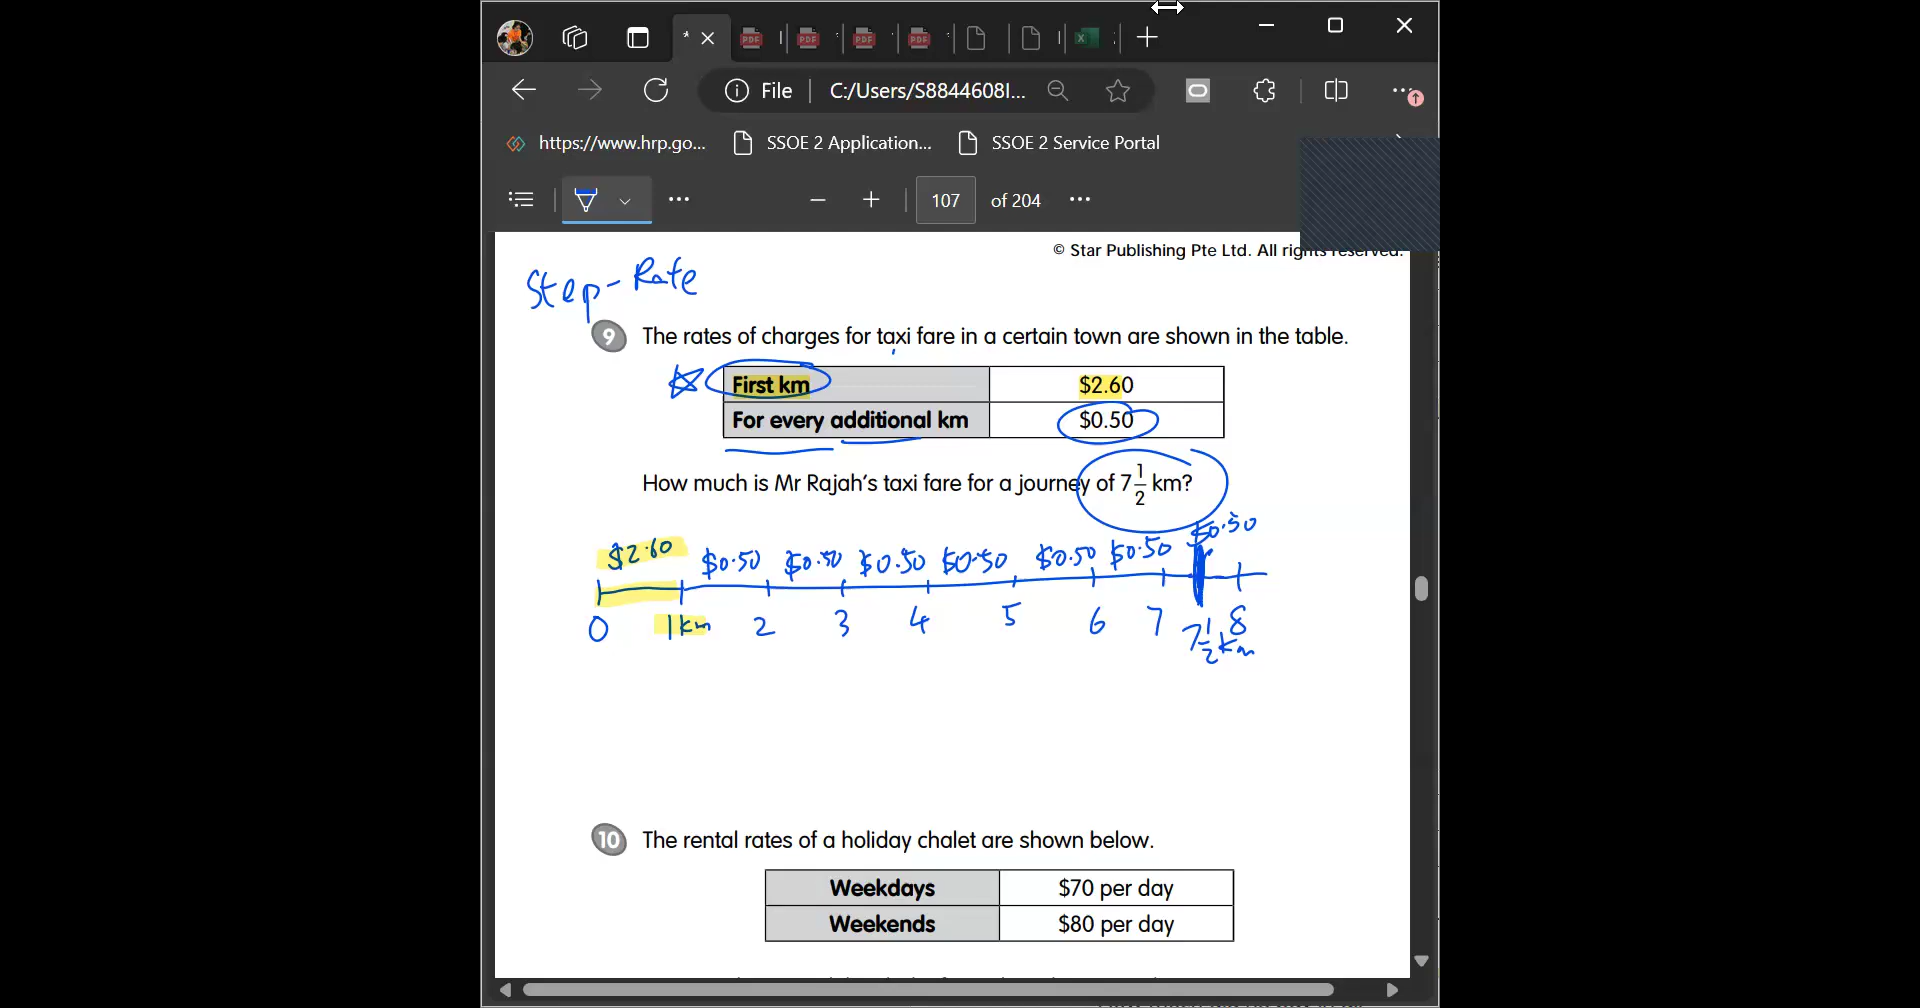 File C:/Users/S8844608I...
https://www.hrp.go... SSOE 2 Application... SSOE 2 Service Portal
107 of 204
© Star Publishing Pte Ltd. All rights reserved.
Step-Rate
9 The rates of charges for taxi fare in a certain town are shown in the table.
First km $2.60
For every additional km $0.50
How much is Mr Rajah's taxi fare for a journey of 7 1/2 km?
$2.60 $0.50 $0.50 $0.50 $0.50 $0.50 $0.50 $0.50
0 1km 2 3 4 5 6 7 7 1/2 km 8
10 The rental rates of a holiday chalet are shown below.
Weekdays $70 per day
Weekends $80 per day